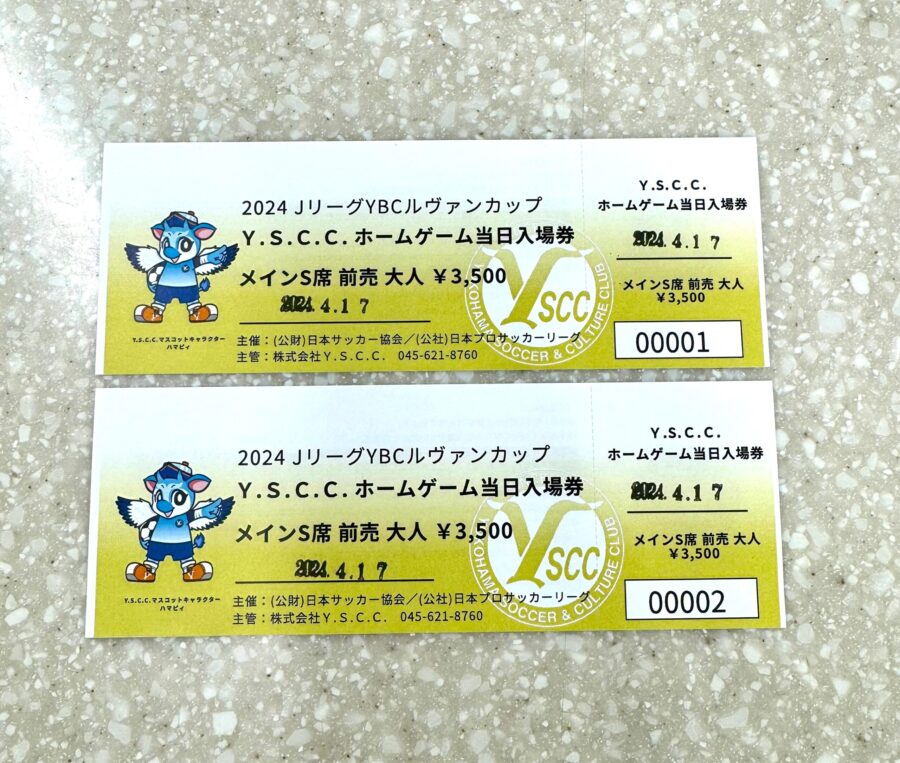 2024 JリーグYBCルヴァンカップ
Y.S.C.C.ホームゲーム当日入場券
メインS席 前売 大人 ￥3,500
2024.4.17
主催：(公財)日本サッカー協会／(公社)日本プロサッカーリーグ
主管：株式会社Y.S.C.C. 045-621-8760
Y.S.C.C.マスコットキャラクター
ハマピィ
YSCC
YOKOHAMA SOCCER & CULTURE CLUB
Y.S.C.C.
ホームゲーム当日入場券
2024.4.17
メインS席 前売 大人
￥3,500
00001
2024 JリーグYBCルヴァンカップ
Y.S.C.C.ホームゲーム当日入場券
メインS席 前売 大人 ￥3,500
2024.4.17
主催：(公財)日本サッカー協会／(公社)日本プロサッカーリーグ
主管：株式会社Y.S.C.C. 045-621-8760
Y.S.C.C.マスコットキャラクター
ハマピィ
YSCC
YOKOHAMA SOCCER & CULTURE CLUB
Y.S.C.C.
ホームゲーム当日入場券
2024.4.17
メインS席 前売 大人
￥3,500
00002